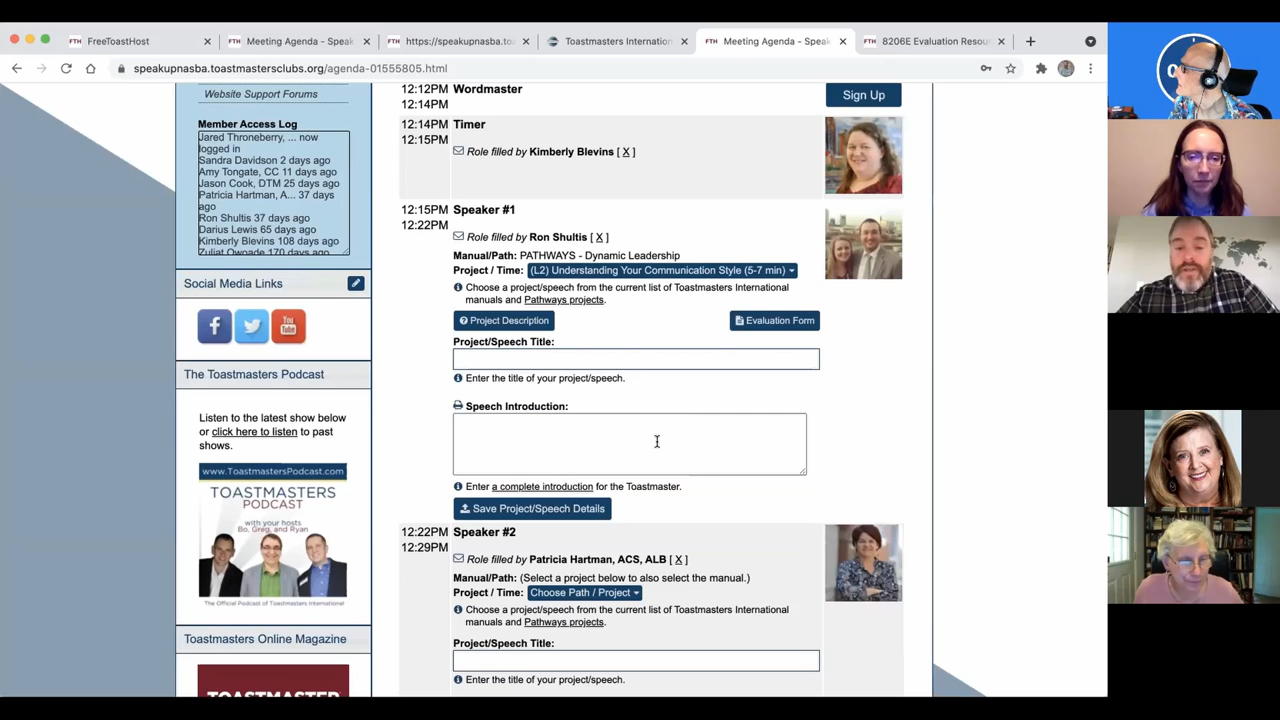 FreeToastHost
Meeting Agenda - Speak
https://speakupnasba.to
Toastmasters Internation
Meeting Agenda - Speak
8206E Evaluation Resou
speakupnasba.toastmastersclubs.org/agenda-01555805.html
Website Support Forums
Member Access Log
Jared Throneberry, ... now
logged in
Sandra Davidson 2 days ago
Amy Tongate, CC 11 days ago
Jason Cook, DTM 25 days ago
Patricia Hartman, A... 37 days
ago
Ron Shultis 37 days ago
Darius Lewis 65 days ago
Kimberly Blevins 108 days ago
Zuliat Owoade 170 days ago
Social Media Links
You
Tube
The Toastmasters Podcast
Listen to the latest show below
or click here to listen to past
shows.
www.ToastmastersPodcast.com
TOASTMASTERS
PODCAST
with your hosts
Bo, Greg, and Ryan
The Official Podcast of Toastmasters International
Toastmasters Online Magazine
TOASTMASTER
12:12PM
12:14PM
Wordmaster
Sign Up
12:14PM
12:15PM
Timer
Role filled by Kimberly Blevins [ X ]
12:15PM
12:22PM
Speaker #1
Role filled by Ron Shultis [ X ]
Manual/Path: PATHWAYS - Dynamic Leadership
Project / Time: (L2) Understanding Your Communication Style (5-7 min)
Choose a project/speech from the current list of Toastmasters International
manuals and Pathways projects.
Project Description
Evaluation Form
Project/Speech Title:
Enter the title of your project/speech.
Speech Introduction:
Enter a complete introduction for the Toastmaster.
Save Project/Speech Details
12:22PM
12:29PM
Speaker #2
Role filled by Patricia Hartman, ACS, ALB [ X ]
Manual/Path: (Select a project below to also select the manual.)
Project / Time: Choose Path / Project
Choose a project/speech from the current list of Toastmasters International
manuals and Pathways projects.
Project/Speech Title:
Enter the title of your project/speech.